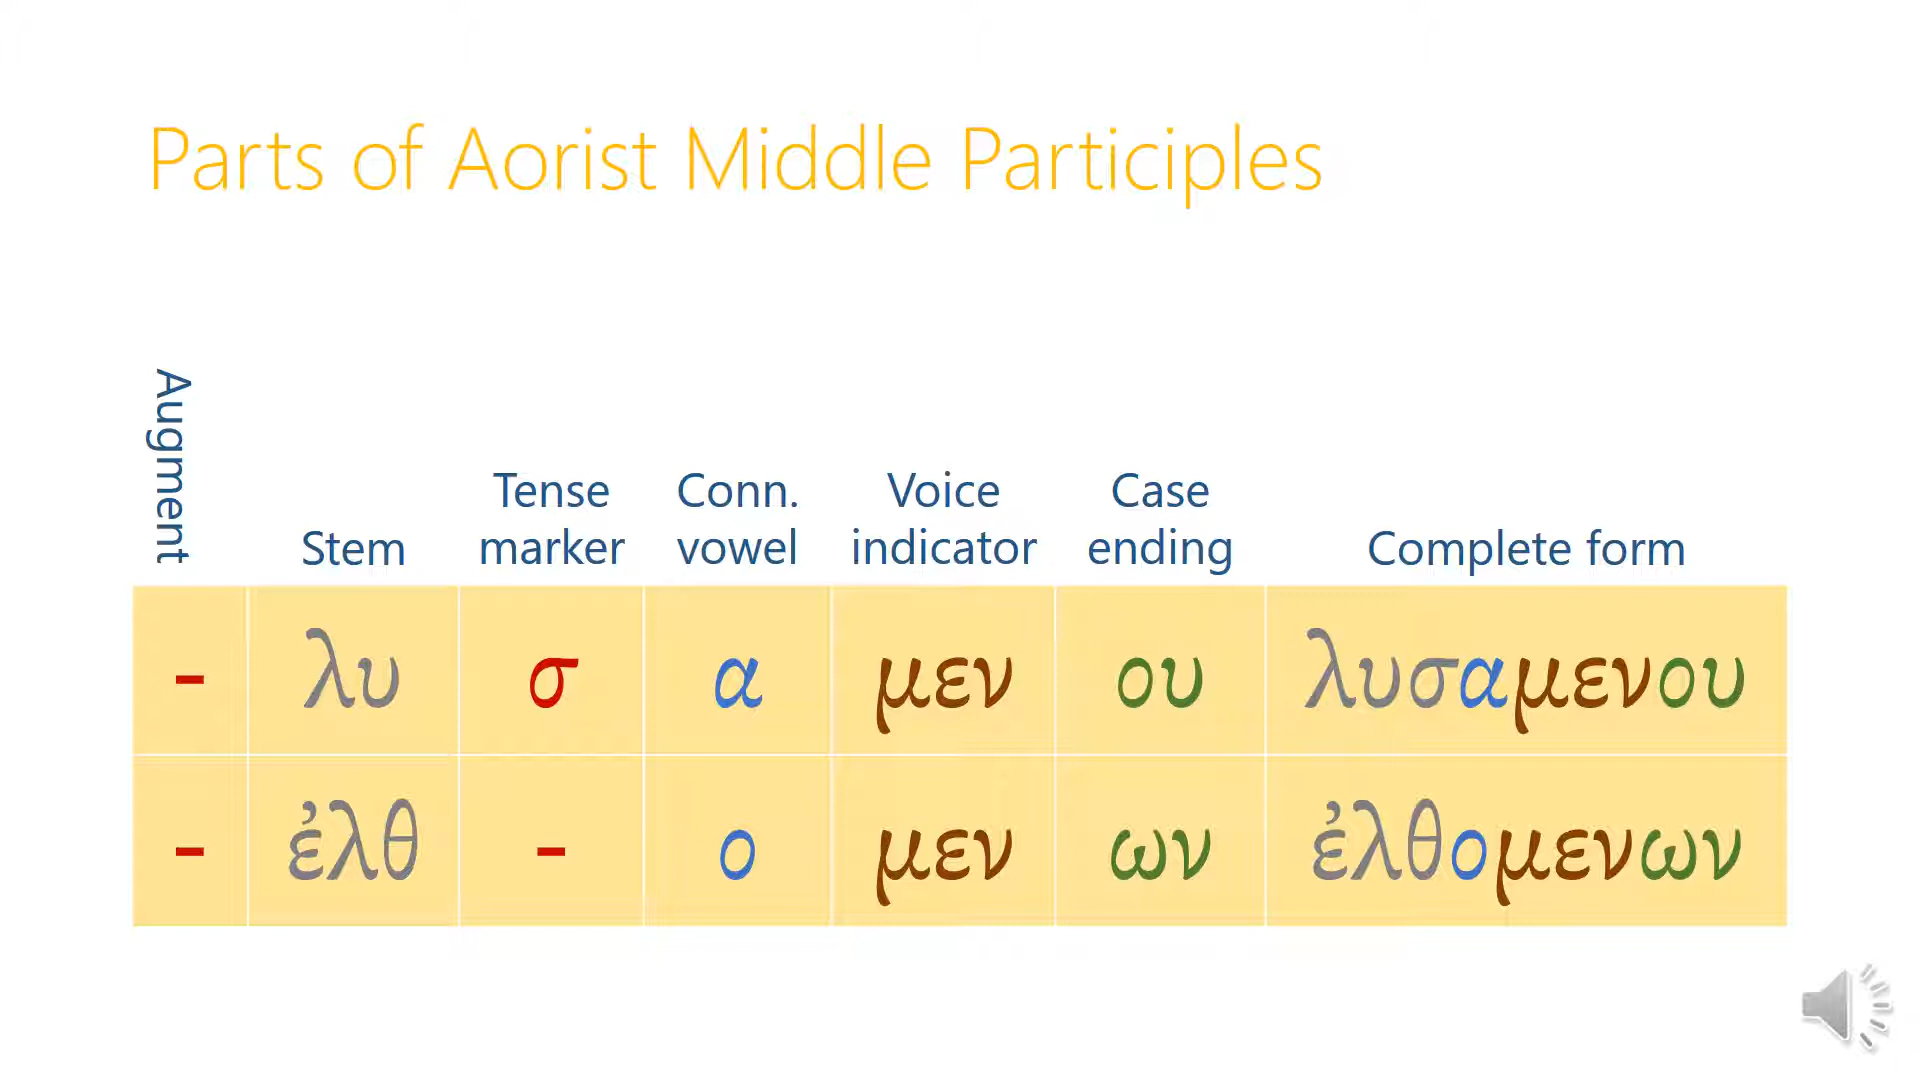 Parts of Aorist Middle Participles
Augment
Stem
Tense marker
Conn. vowel
Voice indicator
Case ending
Complete form
- λυ σ α μεν ου λυσαμενου
- ἐλθ - ο μεν ων ἐλθομενων